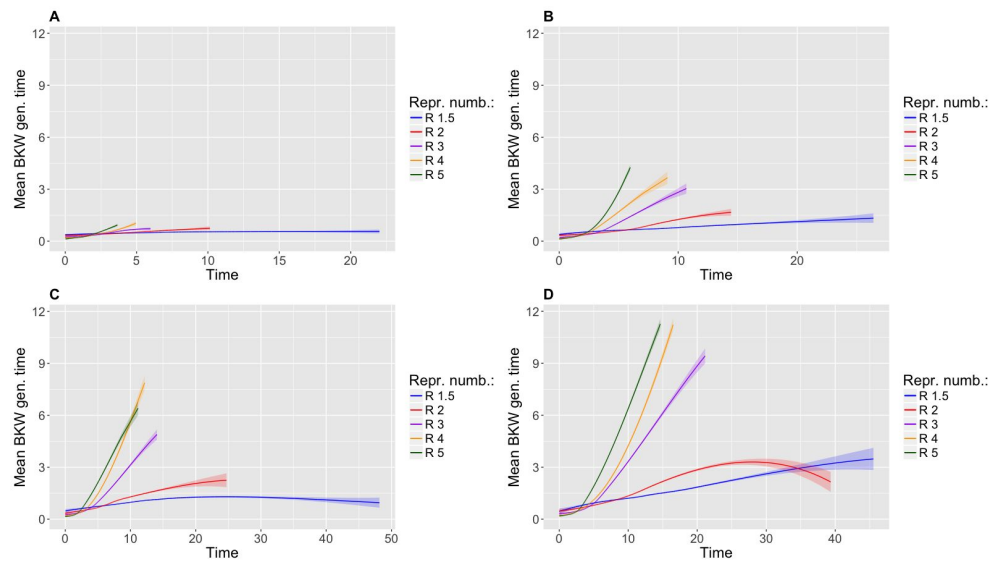 A
Mean BKW gen. time
12
9
6
3
0
0 5 10 15 20
Time
Repr. numb.:
R 1.5
R 2
R 3
R 4
R 5
B
Mean BKW gen. time
12
9
6
3
0
0 10 20
Time
Repr. numb.:
R 1.5
R 2
R 3
R 4
R 5
C
Mean BKW gen. time
12
9
6
3
0
0 10 20 30 40 50
Time
Repr. numb.:
R 1.5
R 2
R 3
R 4
R 5
D
Mean BKW gen. time
12
9
6
3
0
0 10 20 30 40
Time
Repr. numb.:
R 1.5
R 2
R 3
R 4
R 5